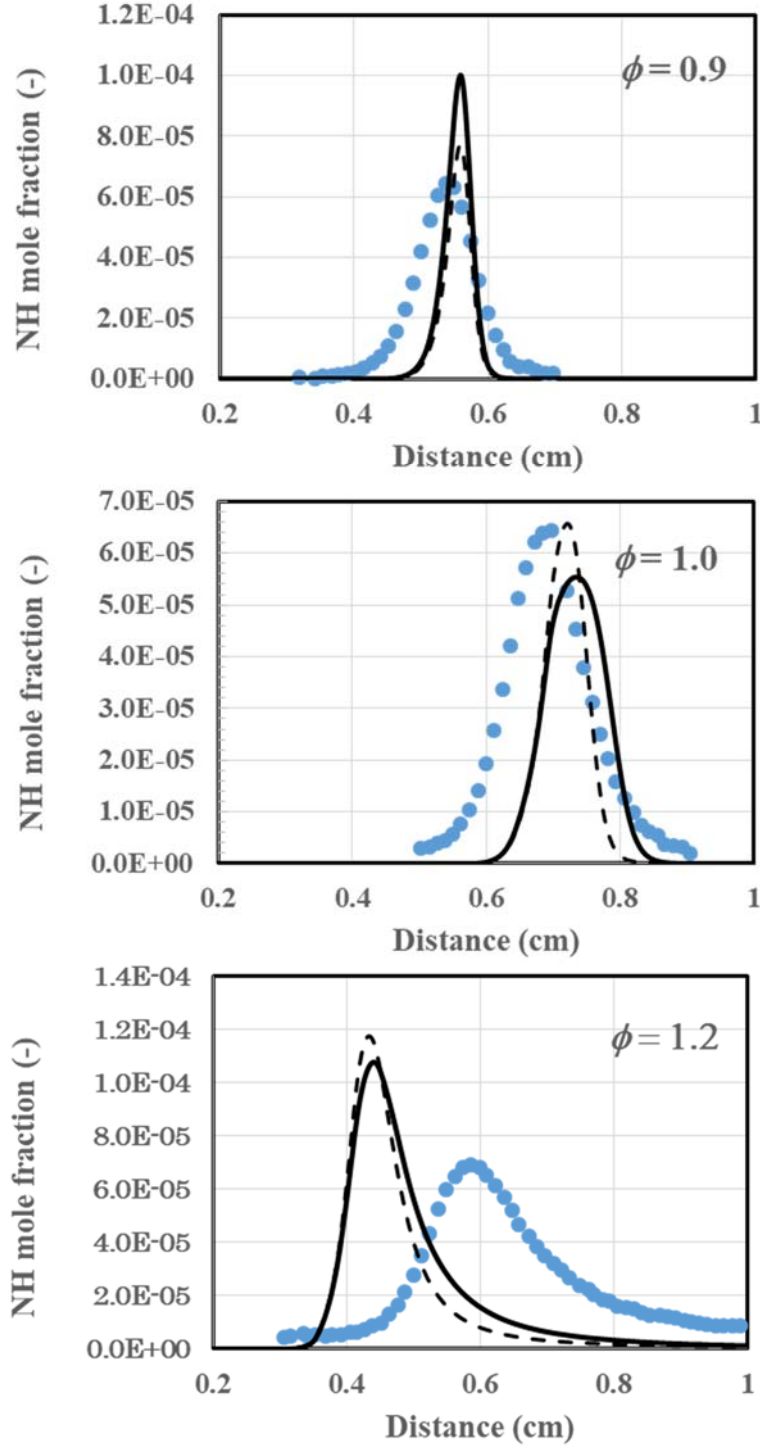 1.2E-04
1.0E-04
8.0E-05
6.0E-05
4.0E-05
2.0E-05
0.0E+00
NH mole fraction (-)
ϕ = 0.9
0.2 0.4 0.6 0.8 1
Distance (cm)
7.0E-05
6.0E-05
5.0E-05
4.0E-05
3.0E-05
2.0E-05
1.0E-05
0.0E+00
NH mole fraction (-)
ϕ = 1.0
0.2 0.4 0.6 0.8 1
Distance (cm)
1.4E-04
1.2E-04
1.0E-04
8.0E-05
6.0E-05
4.0E-05
2.0E-05
0.0E+00
NH mole fraction (-)
ϕ = 1.2
0.2 0.4 0.6 0.8 1
Distance (cm)